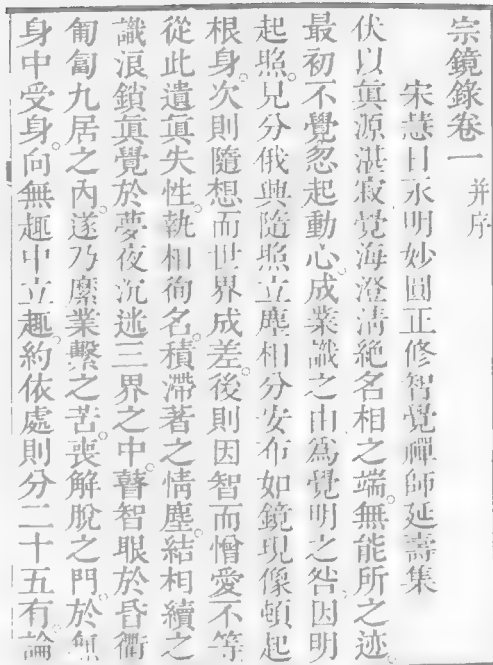 宗鏡錄卷一 并序
宋慧日永明妙圓正修智覺禪師延壽集
伏以眞源湛寂覺海澄清絶名相之端。無能所之迹。
最初不覺忽起動心。成業識之由爲覺明之咎。因明
起照。見分俄興隨照立塵相分安布如鏡現像頓起
根身。次則隨想而世界成差。後則因智而憎愛不等
從此遺眞失性。執相徇名。積滯著之情塵。結相續之
識浪鎖眞覺於夢夜沉迷三界之中。瞽智眼於昏衢
匍匐九居之內。遂乃縻業繫之苦。喪解脫之門。於無
身中受身。向無趣中立趣。約依處則分二十五有。論